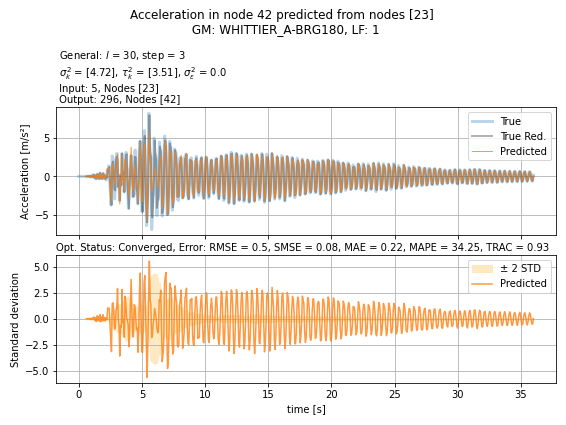 Acceleration in node 42 predicted from nodes [23]
GM: WHITTIER_A-BRG180, LF: 1
General: l = 30, step = 3
σ²ₖ = [4.72], τ²ₖ = [3.51], σ²ε = 0.0
Input: 5, Nodes [23]
Output: 296, Nodes [42]
Acceleration [m/s²]
5
0
−5
True
True Red.
Predicted
Opt. Status: Converged, Error: RMSE = 0.5, SMSE = 0.08, MAE = 0.22, MAPE = 34.25, TRAC = 0.93
Standard deviation
5.0
2.5
0.0
−2.5
−5.0
± 2 STD
Predicted
0 5 10 15 20 25 30 35
time [s]